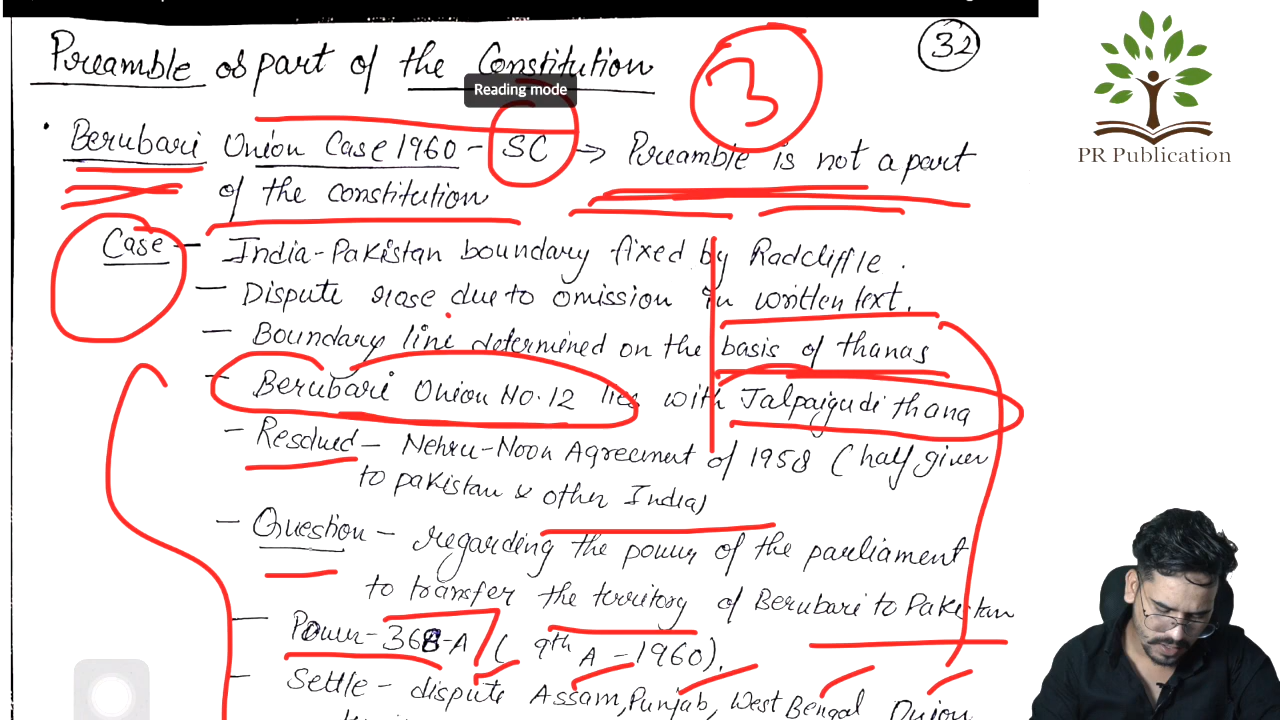 Preamble as part of the Constitution
32
3
Reading mode
PR Publication
• Berubari Union Case 1960 - SC → Preamble is not a part
of the constitution
Case - India-Pakistan boundary fixed by Radcliffe.
- Dispute rose due to omission in written text.
- Boundary line determined on the basis of thanas
- Berubari Union No. 12 lies with Jalpaigudi thana
- Resolued - Nehru-Noon Agreement of 1958 (half given
to pakistan & other India)
- Question - regarding the power of the parliament
to transfer the territory of Berubari to Pakistan
- Power - 368-A (9th A - 1960).
- Settle - dispute Assam, Punjab, West Bengal Union